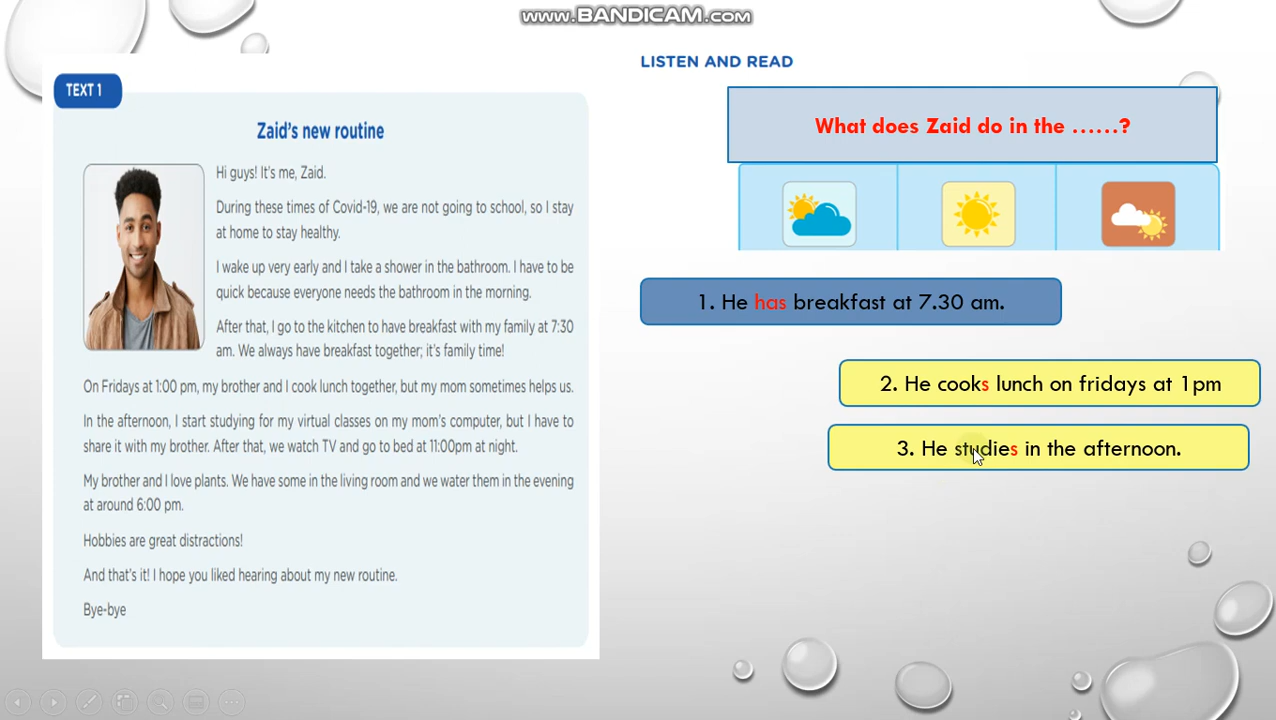 www.BANDICAM.com
TEXT 1
Zaid's new routine
Hi guys! It's me, Zaid.
During these times of Covid-19, we are not going to school, so I stay
at home to stay healthy.
I wake up very early and I take a shower in the bathroom. I have to be
quick because everyone needs the bathroom in the morning.
After that, I go to the kitchen to have breakfast with my family at 7:30
am. We always have breakfast together; it's family time!
On Fridays at 1:00 pm, my brother and I cook lunch together, but my mom sometimes helps us.
In the afternoon, I start studying for my virtual classes on my mom's computer, but I have to
share it with my brother. After that, we watch TV and go to bed at 11:00pm at night.
My brother and I love plants. We have some in the living room and we water them in the evening
at around 6:00 pm.
Hobbies are great distractions!
And that's it! I hope you liked hearing about my new routine.
Bye-bye
LISTEN AND READ
What does Zaid do in the ......?
1. He has breakfast at 7.30 am.
2. He cooks lunch on fridays at 1pm
3. He studies in the afternoon.